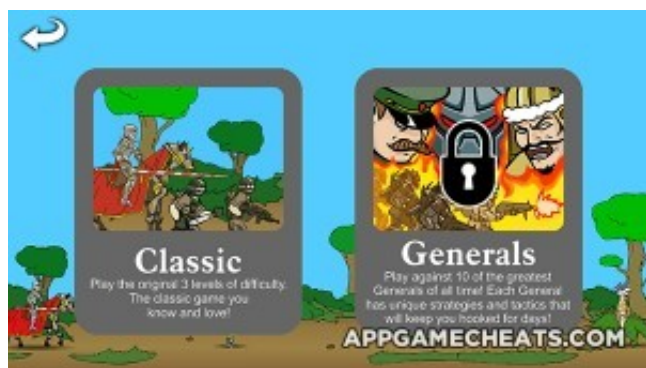 Classic
Play the original 3 levels of difficulty.
The classic game you
know and love!
Generals
Play against 10 of the greatest
Generals of all time! Each General
has unique strategies and tactics that
will keep you hooked for days!
APPGAMECHEATS.COM